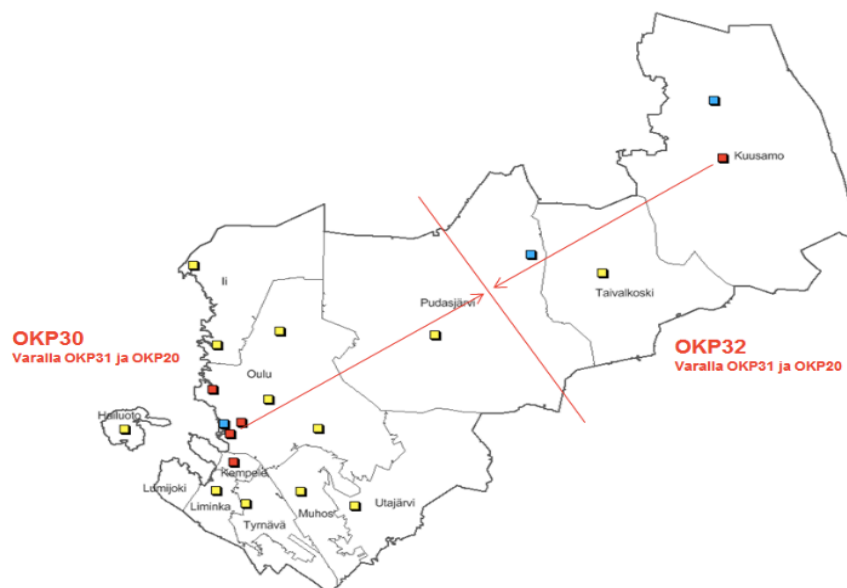 Kuusamo
Ii
Taivalkoski
Pudasjärvi
OKP30
Varalla OKP31 ja OKP20
OKP32
Varalla OKP31 ja OKP20
Oulu
Hailuoto
Kempele
Lumijoki
Liminka
Muhos
Utajärvi
Tyrnävä